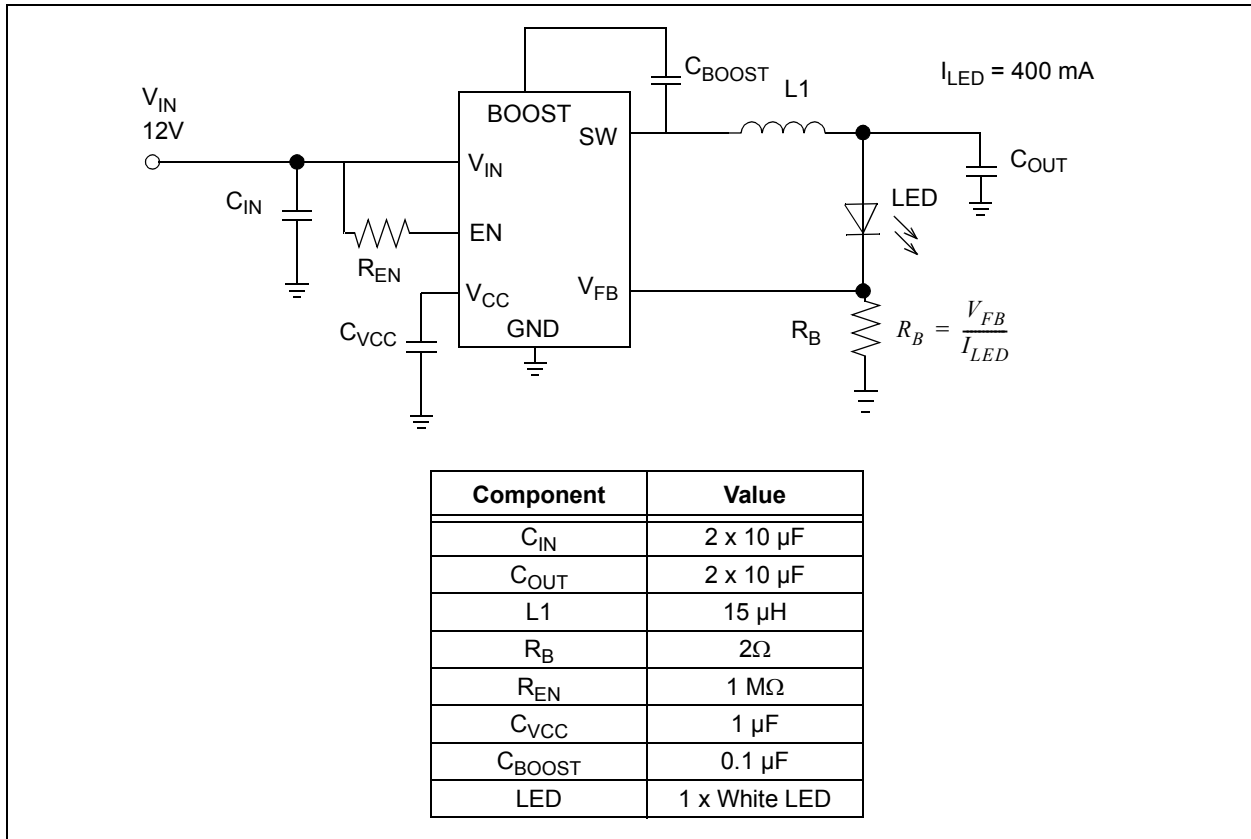 C_BOOST
I_LED = 400 mA
L1
V_IN
12V
BOOST
SW
V_IN
C_OUT
C_IN
LED
EN
R_EN
V_CC
V_FB
C_VCC
GND
R_B
R_B = V_FB / I_LED
Component Value
C_IN 2 x 10 µF
C_OUT 2 x 10 µF
L1 15 µH
R_B 2Ω
R_EN 1 MΩ
C_VCC 1 µF
C_BOOST 0.1 µF
LED 1 x White LED